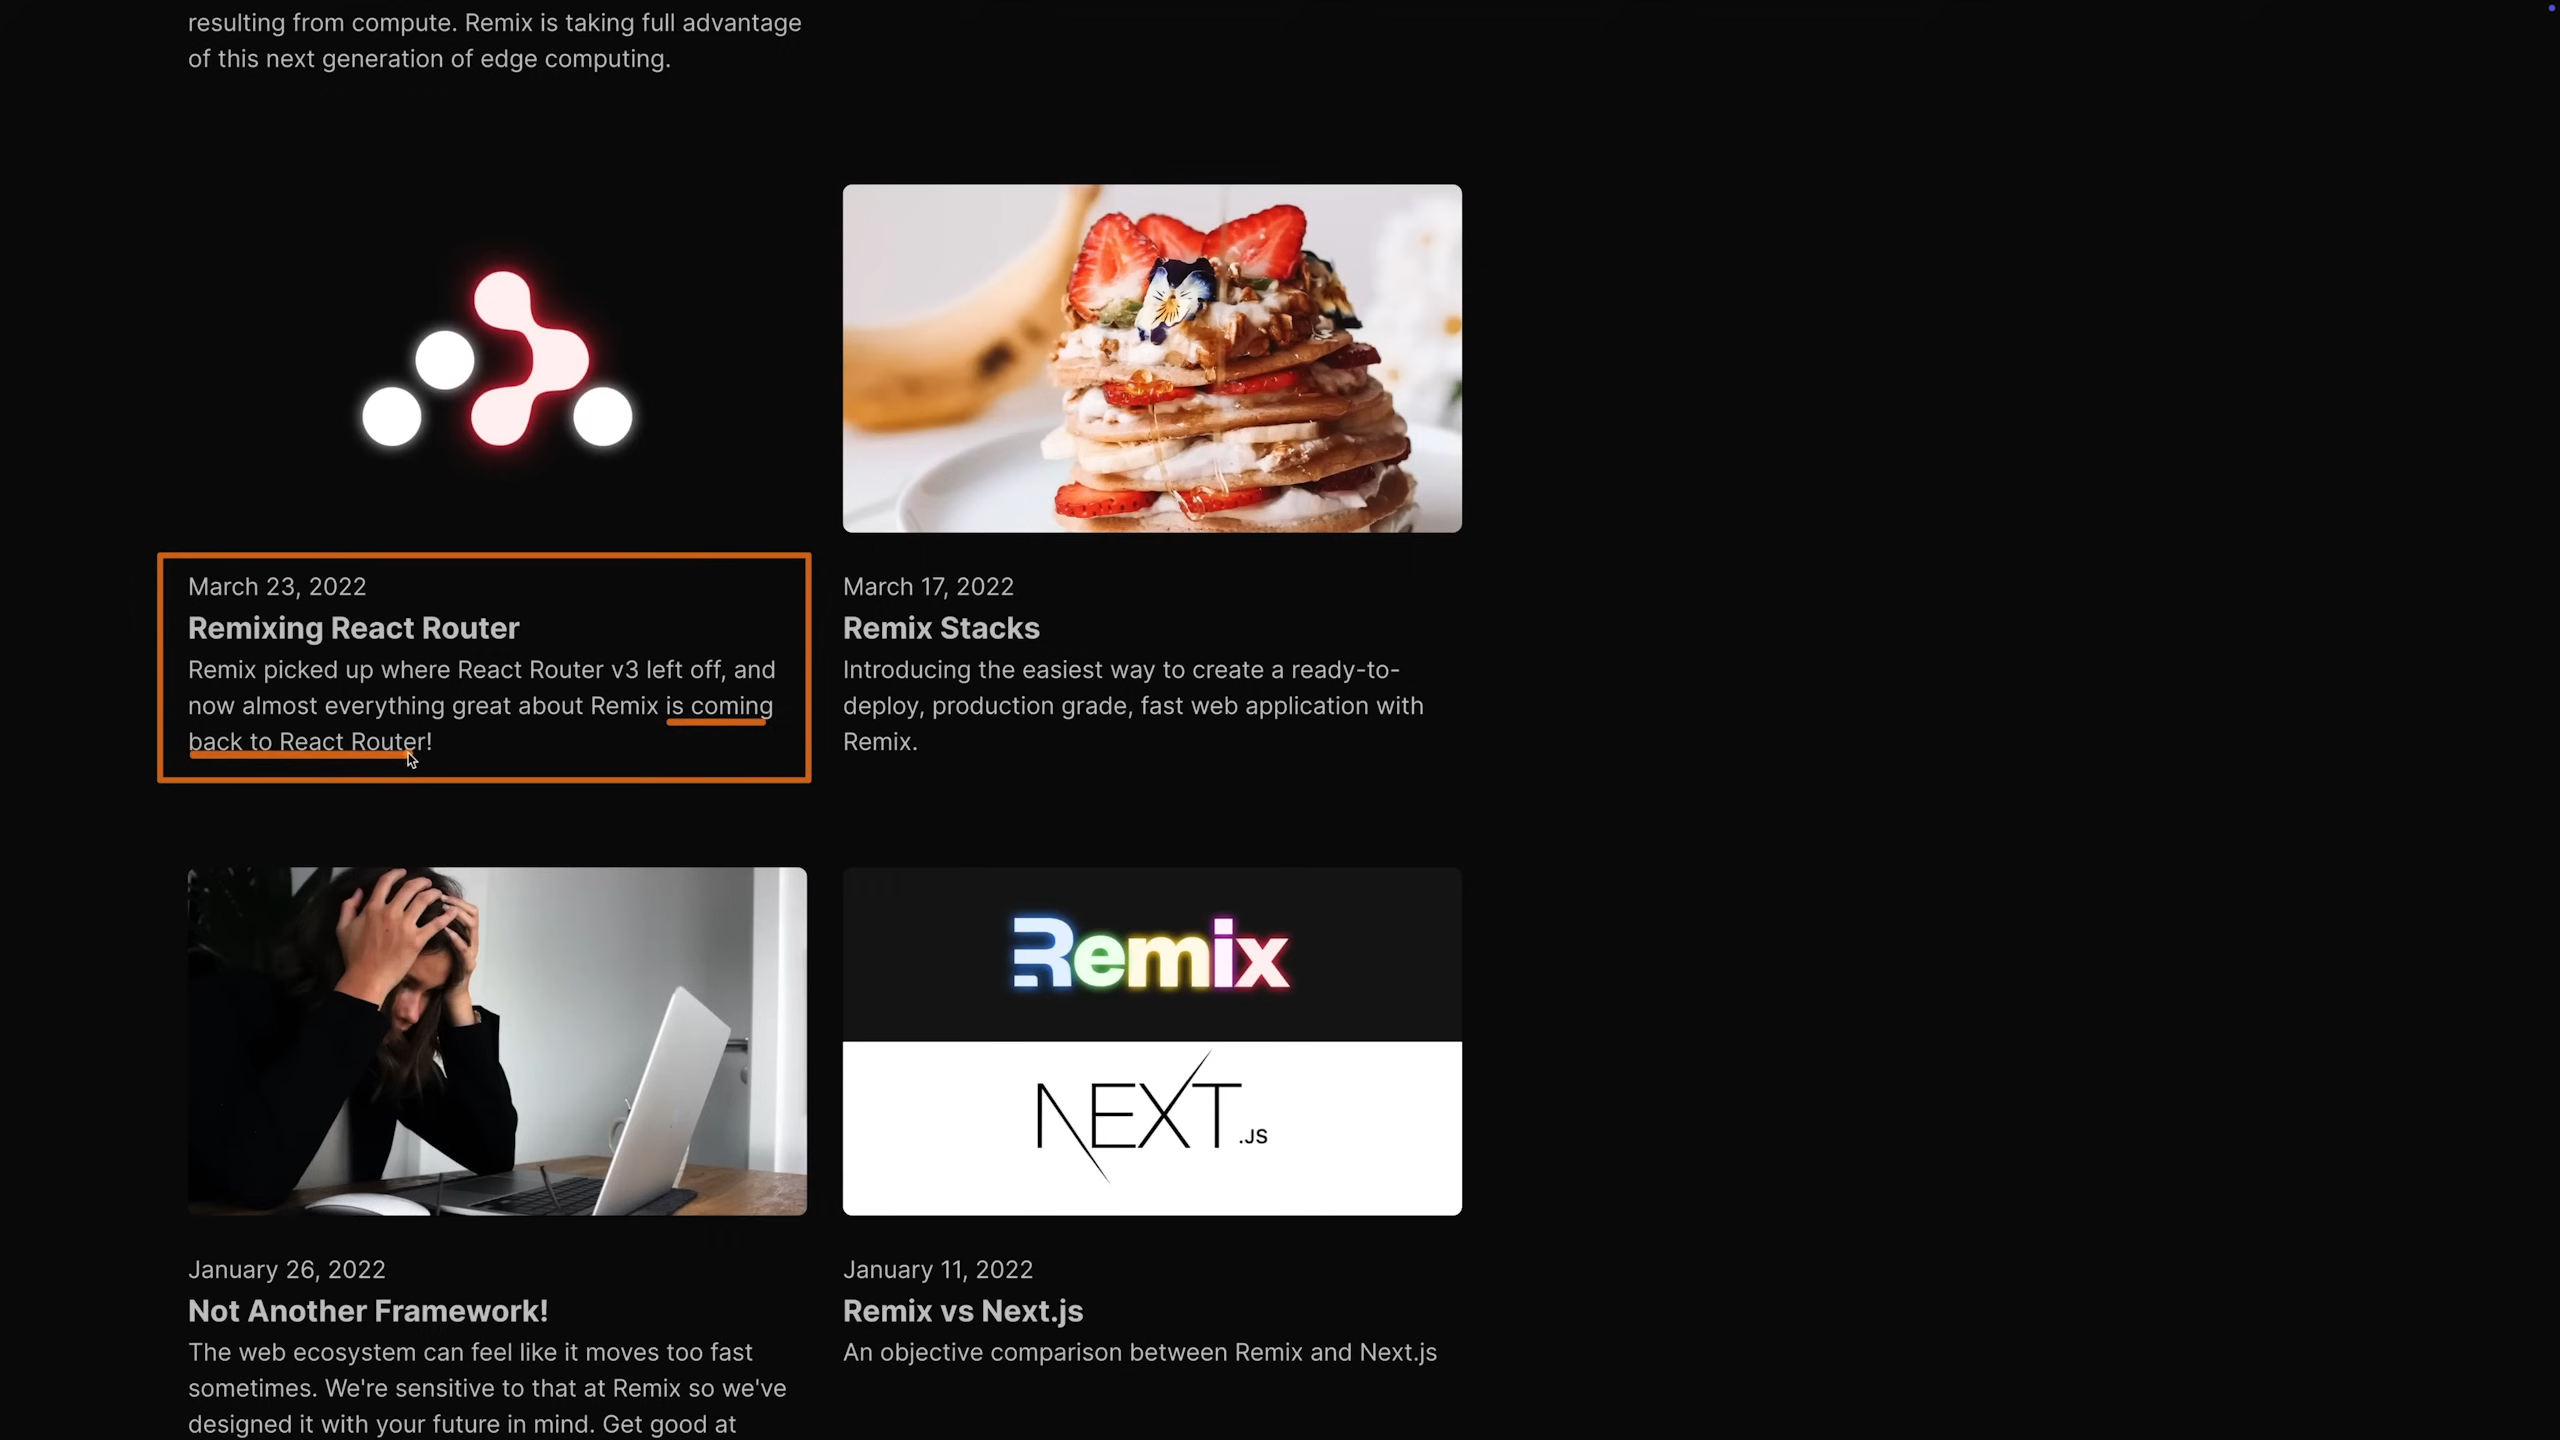 resulting from compute. Remix is taking full advantage
of this next generation of edge computing.
March 23, 2022
Remixing React Router
Remix picked up where React Router v3 left off, and
now almost everything great about Remix is coming
back to React Router!
March 17, 2022
Remix Stacks
Introducing the easiest way to create a ready-to-
deploy, production grade, fast web application with
Remix.
Remix
NEXT.JS
January 26, 2022
Not Another Framework!
The web ecosystem can feel like it moves too fast
sometimes. We're sensitive to that at Remix so we've
designed it with your future in mind. Get good at
January 11, 2022
Remix vs Next.js
An objective comparison between Remix and Next.js